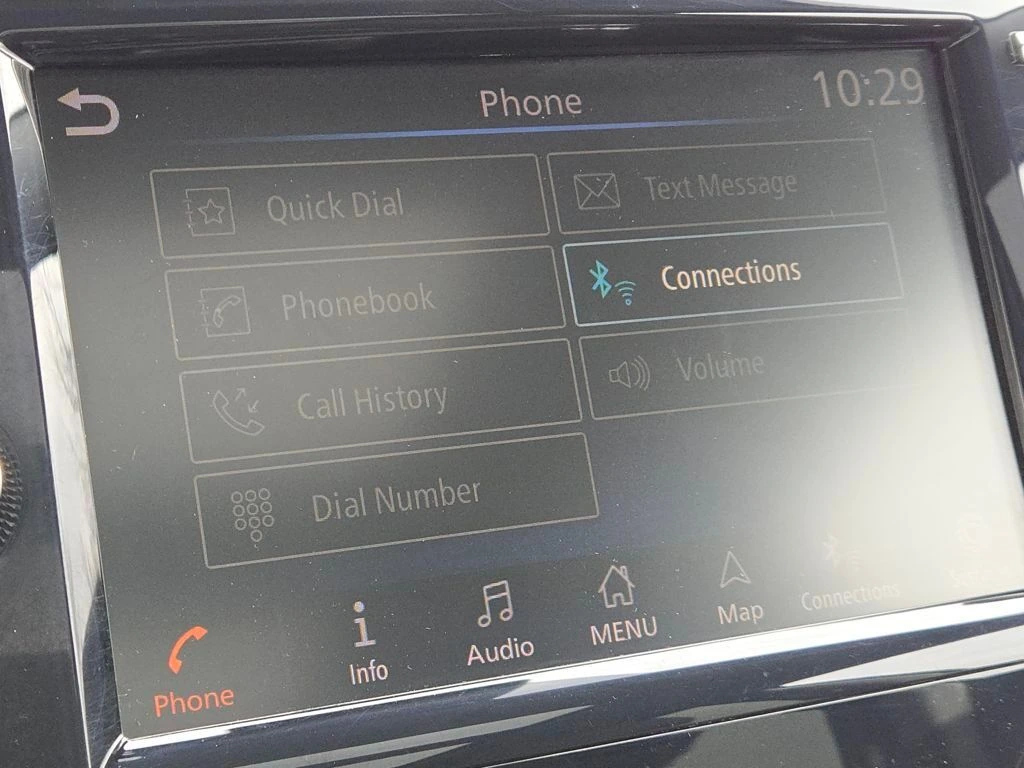 Phone
10:29
Quick Dial
Text Message
Phonebook
Connections
Call History
Volume
Dial Number
Phone
Info
Audio
MENU
Map
Connections